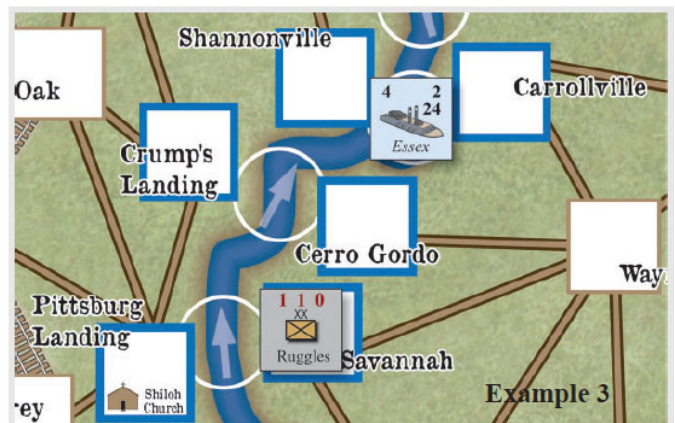 Shannonville
Oak
4 2
24
Essex
Carrollville
Crump's
Landing
Cerro Gordo
Way
Pittsburg
Landing
1 1 0
XX
Ruggles
Savannah
Shiloh
Church
rey
Example 3